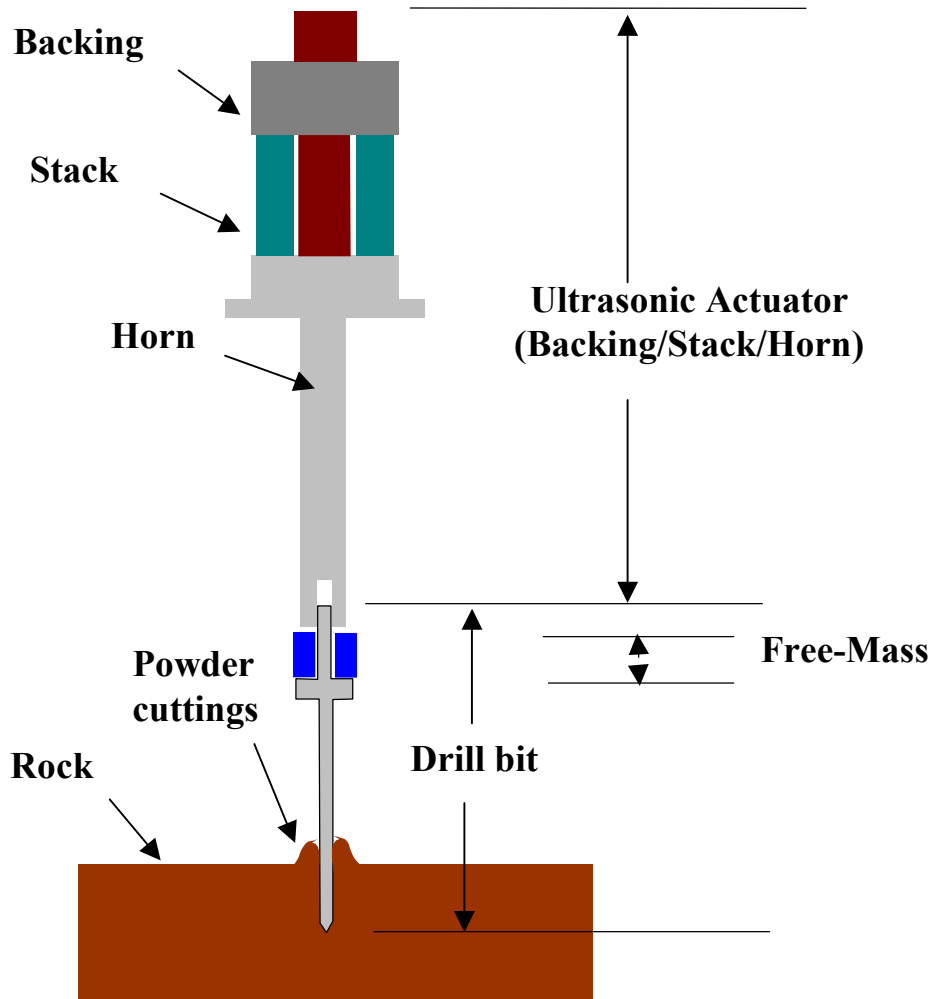 Backing
Stack
Ultrasonic Actuator
(Backing/Stack/Horn)
Horn
Free-Mass
Powder
cuttings
Drill bit
Rock